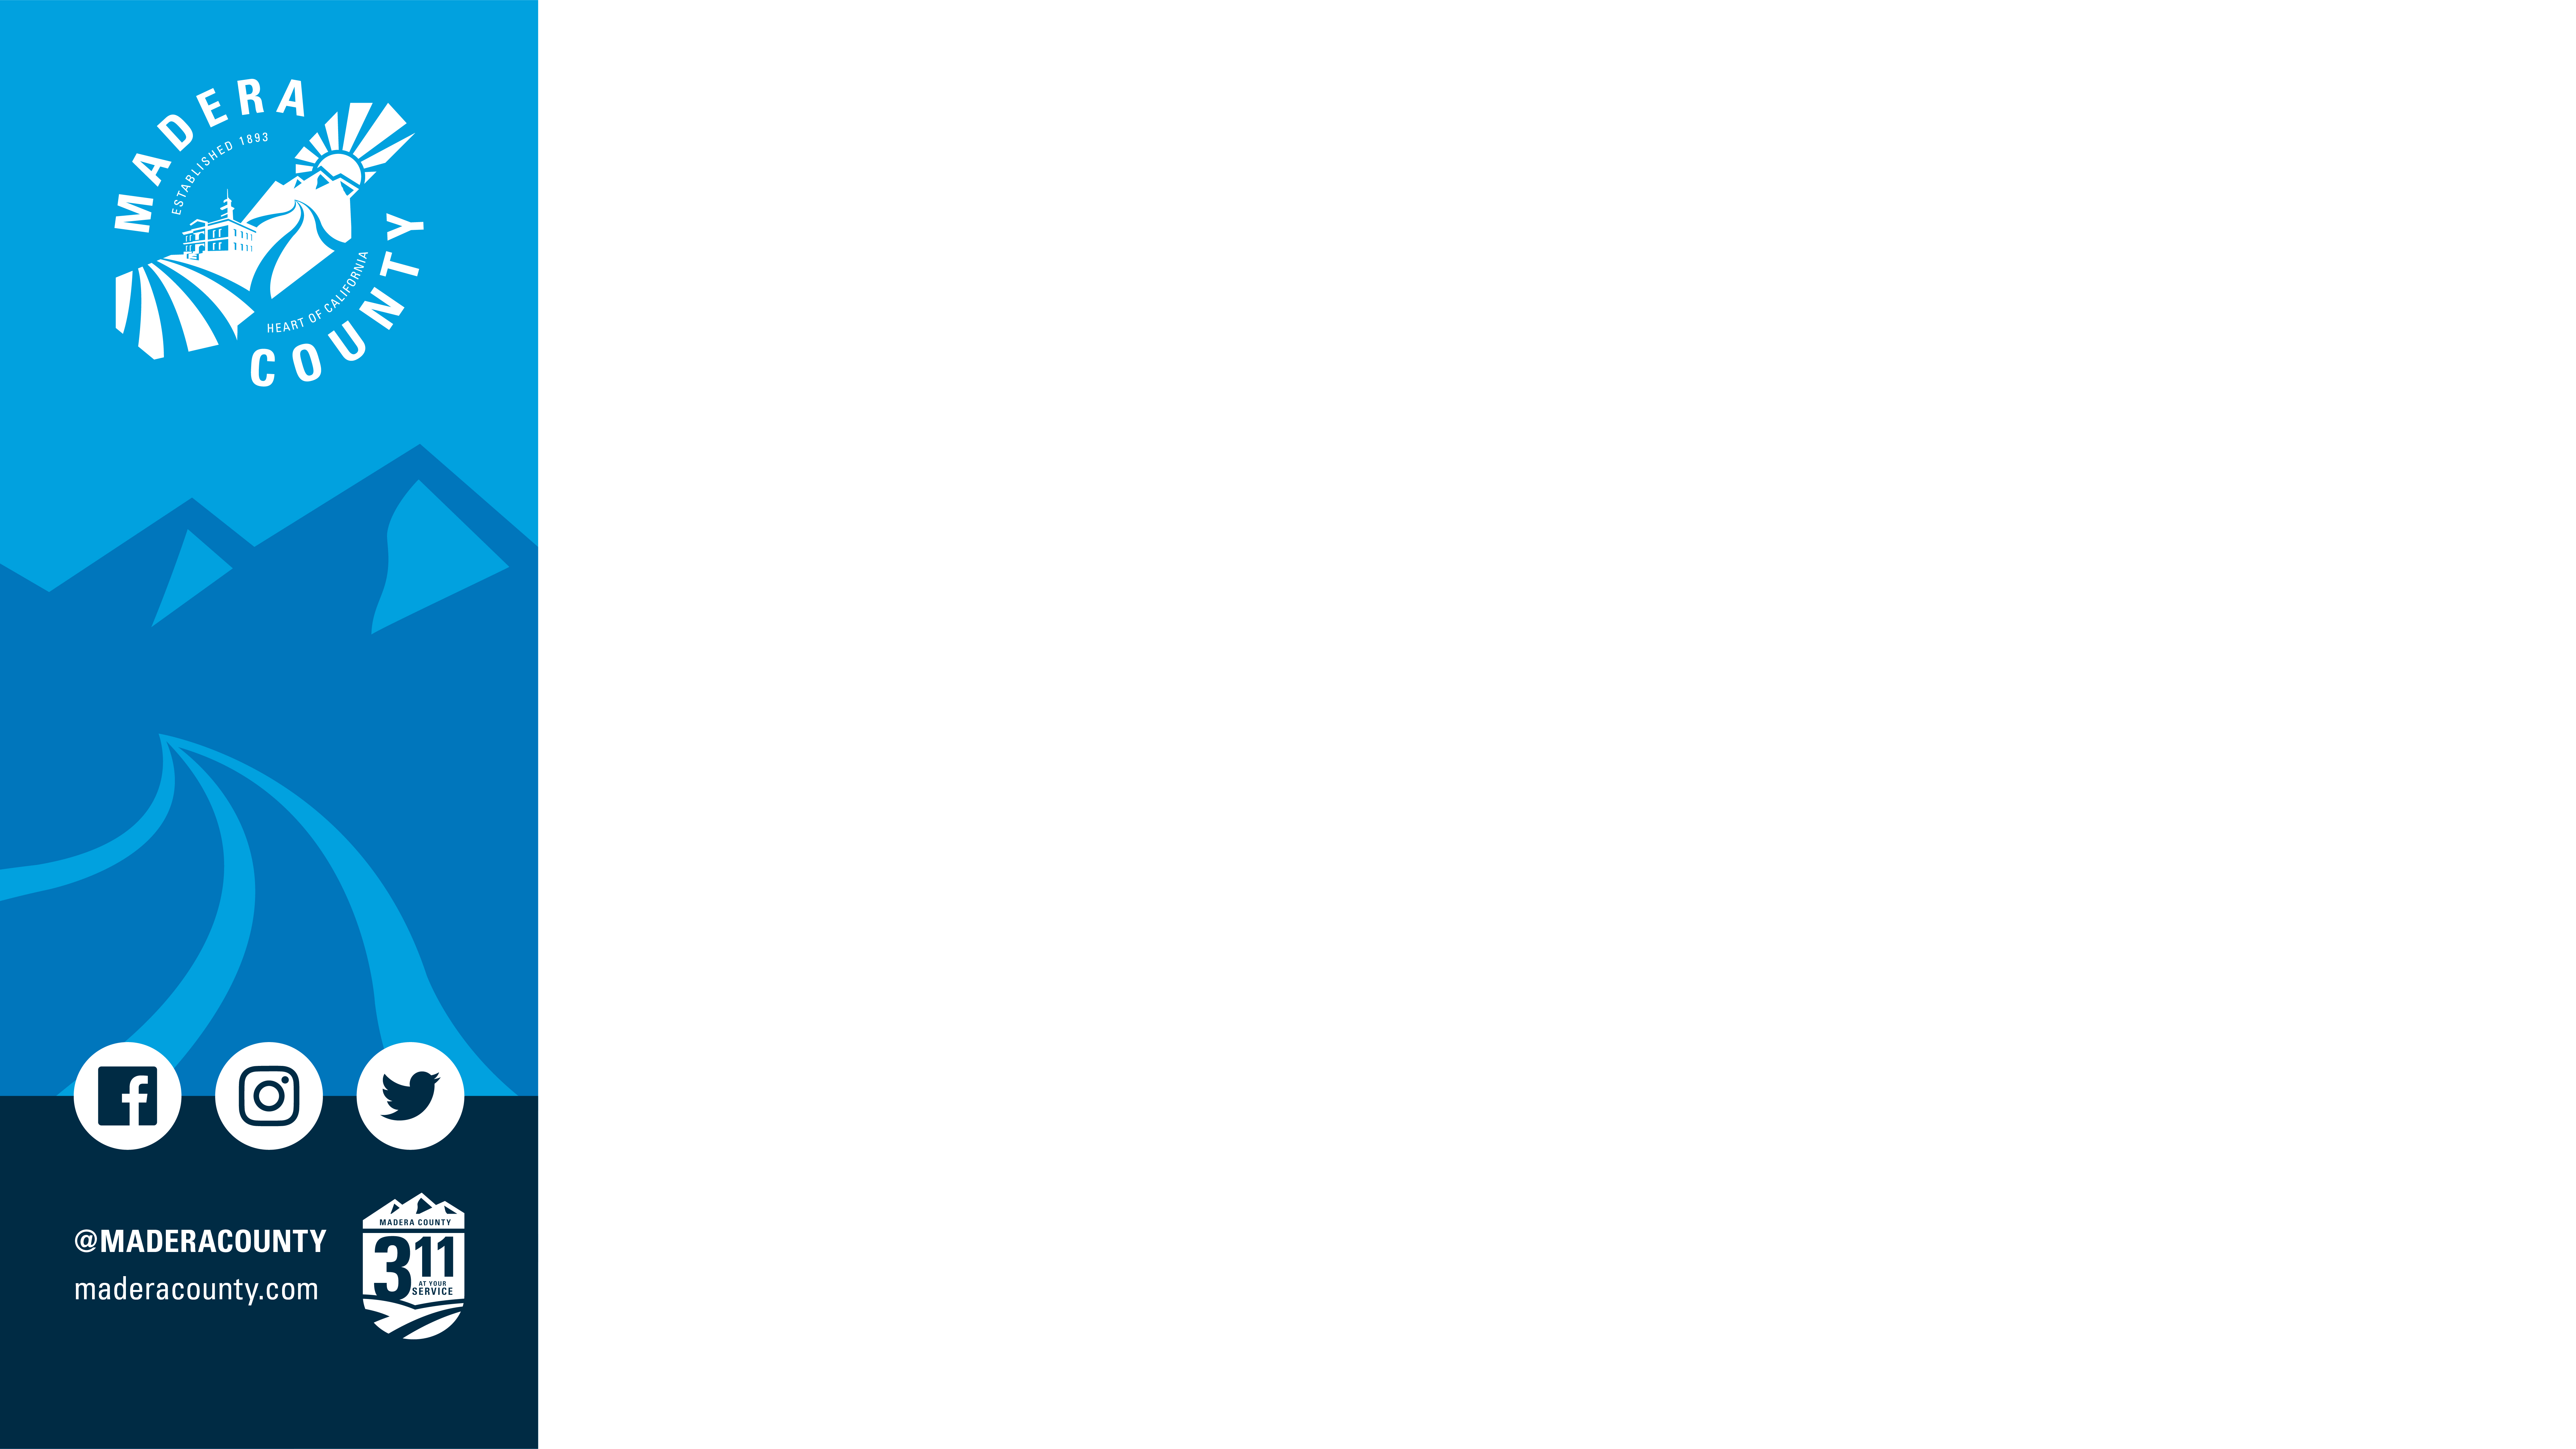 MADERA
ESTABLISHED 1893
HEART OF CALIFORNIA
COUNTY
@MADERACOUNTY
maderacounty.com
MADERA COUNTY
311
AT YOUR
SERVICE